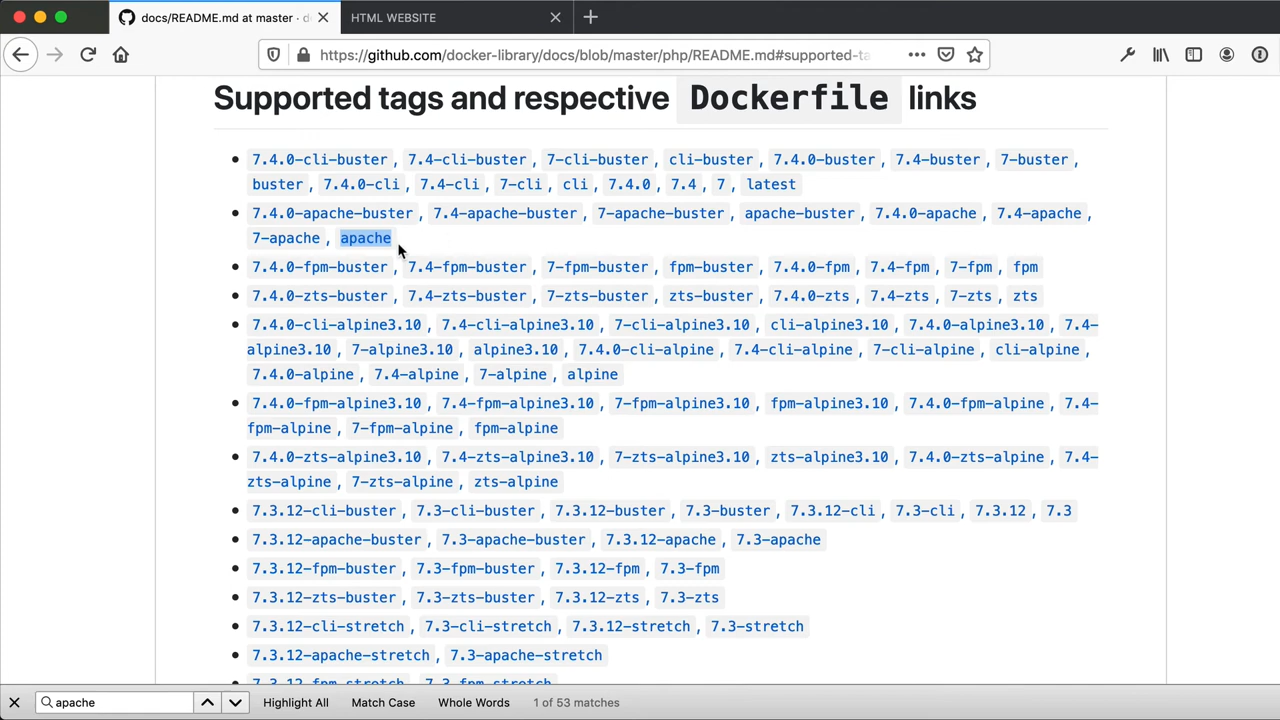 docs/README.md at master · d
HTML WEBSITE
https://github.com/docker-library/docs/blob/master/php/README.md#supported-ta
Supported tags and respective Dockerfile links
7.4.0-cli-buster, 7.4-cli-buster, 7-cli-buster, cli-buster, 7.4.0-buster, 7.4-buster, 7-buster,
buster, 7.4.0-cli, 7.4-cli, 7-cli, cli, 7.4.0, 7.4, 7, latest
7.4.0-apache-buster, 7.4-apache-buster, 7-apache-buster, apache-buster, 7.4.0-apache, 7.4-apache,
7-apache, apache
7.4.0-fpm-buster, 7.4-fpm-buster, 7-fpm-buster, fpm-buster, 7.4.0-fpm, 7.4-fpm, 7-fpm, fpm
7.4.0-zts-buster, 7.4-zts-buster, 7-zts-buster, zts-buster, 7.4.0-zts, 7.4-zts, 7-zts, zts
7.4.0-cli-alpine3.10, 7.4-cli-alpine3.10, 7-cli-alpine3.10, cli-alpine3.10, 7.4.0-alpine3.10, 7.4-
alpine3.10, 7-alpine3.10, alpine3.10, 7.4.0-cli-alpine, 7.4-cli-alpine, 7-cli-alpine, cli-alpine,
7.4.0-alpine, 7.4-alpine, 7-alpine, alpine
7.4.0-fpm-alpine3.10, 7.4-fpm-alpine3.10, 7-fpm-alpine3.10, fpm-alpine3.10, 7.4.0-fpm-alpine, 7.4-
fpm-alpine, 7-fpm-alpine, fpm-alpine
7.4.0-zts-alpine3.10, 7.4-zts-alpine3.10, 7-zts-alpine3.10, zts-alpine3.10, 7.4.0-zts-alpine, 7.4-
zts-alpine, 7-zts-alpine, zts-alpine
7.3.12-cli-buster, 7.3-cli-buster, 7.3.12-buster, 7.3-buster, 7.3.12-cli, 7.3-cli, 7.3.12, 7.3
7.3.12-apache-buster, 7.3-apache-buster, 7.3.12-apache, 7.3-apache
7.3.12-fpm-buster, 7.3-fpm-buster, 7.3.12-fpm, 7.3-fpm
7.3.12-zts-buster, 7.3-zts-buster, 7.3.12-zts, 7.3-zts
7.3.12-cli-stretch, 7.3-cli-stretch, 7.3.12-stretch, 7.3-stretch
7.3.12-apache-stretch, 7.3-apache-stretch
7.3.12-fpm-stretch, 7.3-fpm-stretch
apache Highlight All Match Case Whole Words 1 of 53 matches